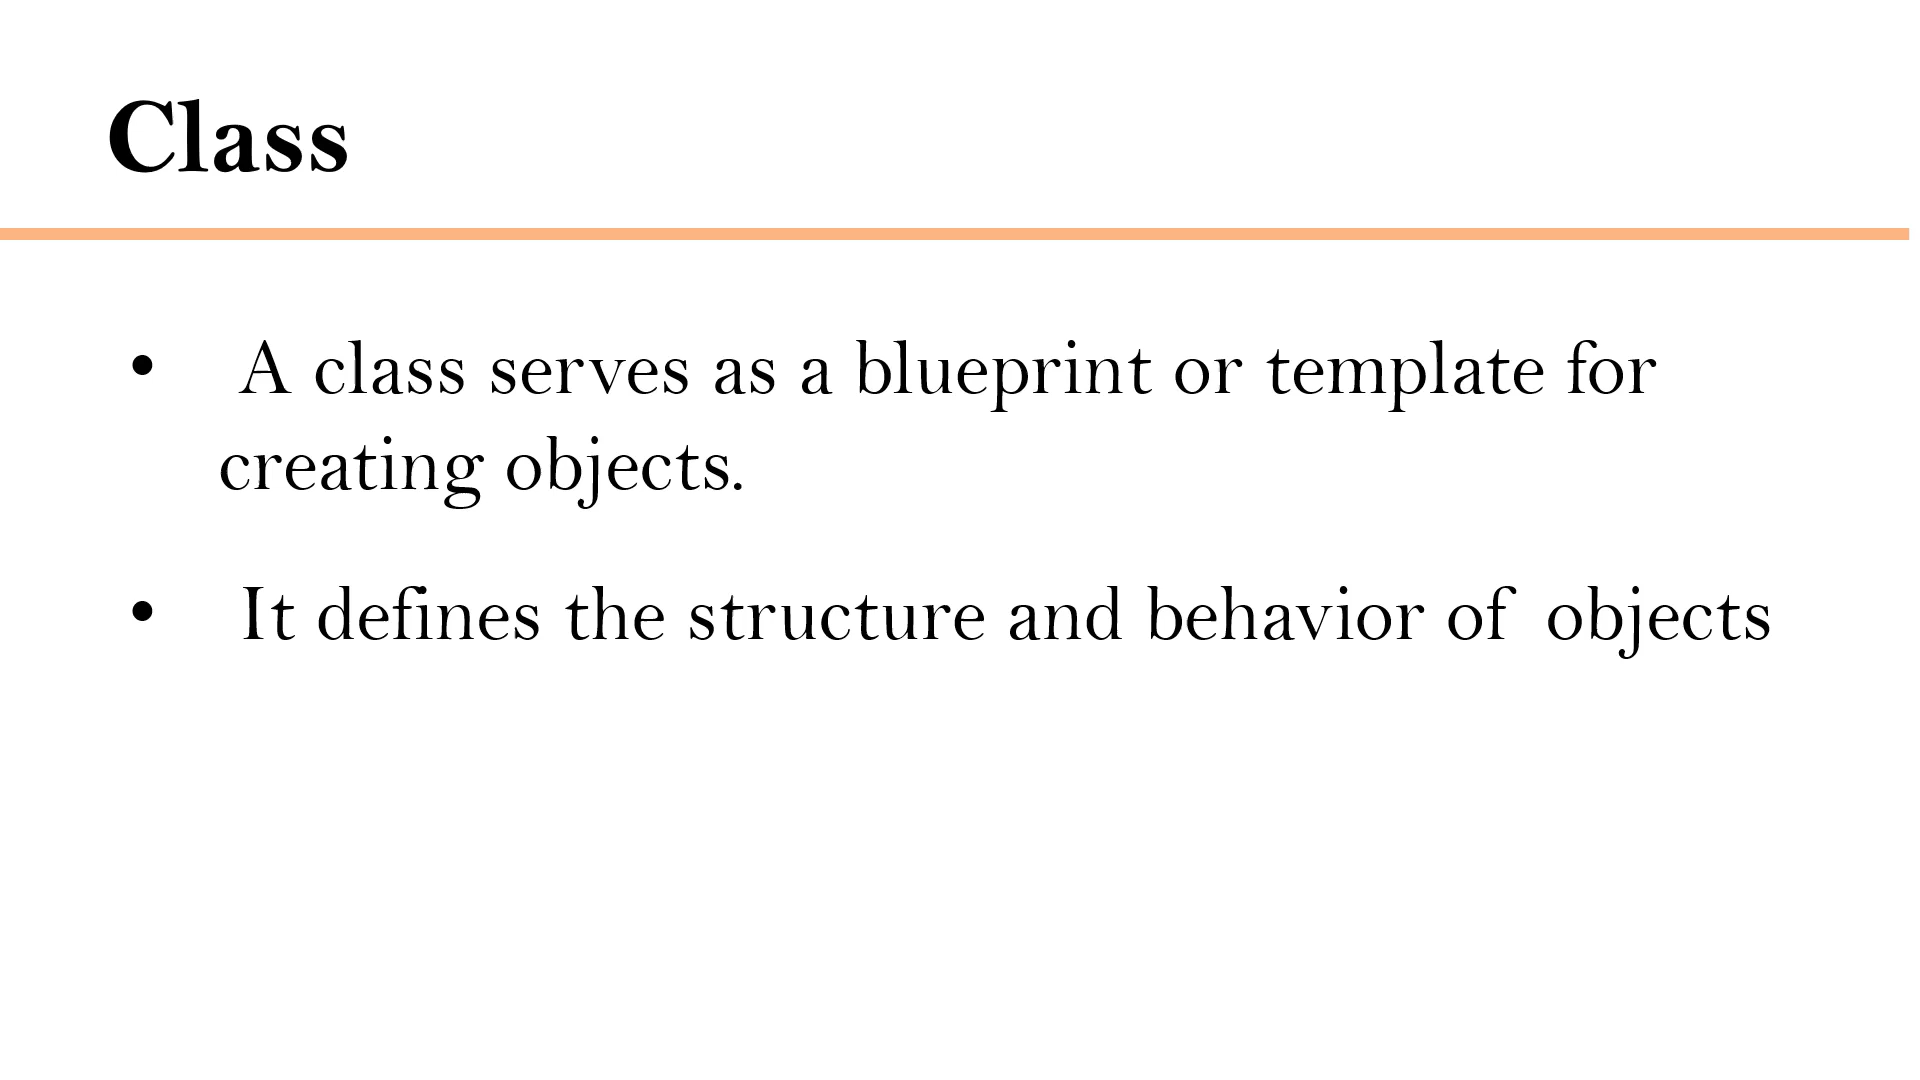 Class
• A class serves as a blueprint or template for
creating objects.
• It defines the structure and behavior of objects